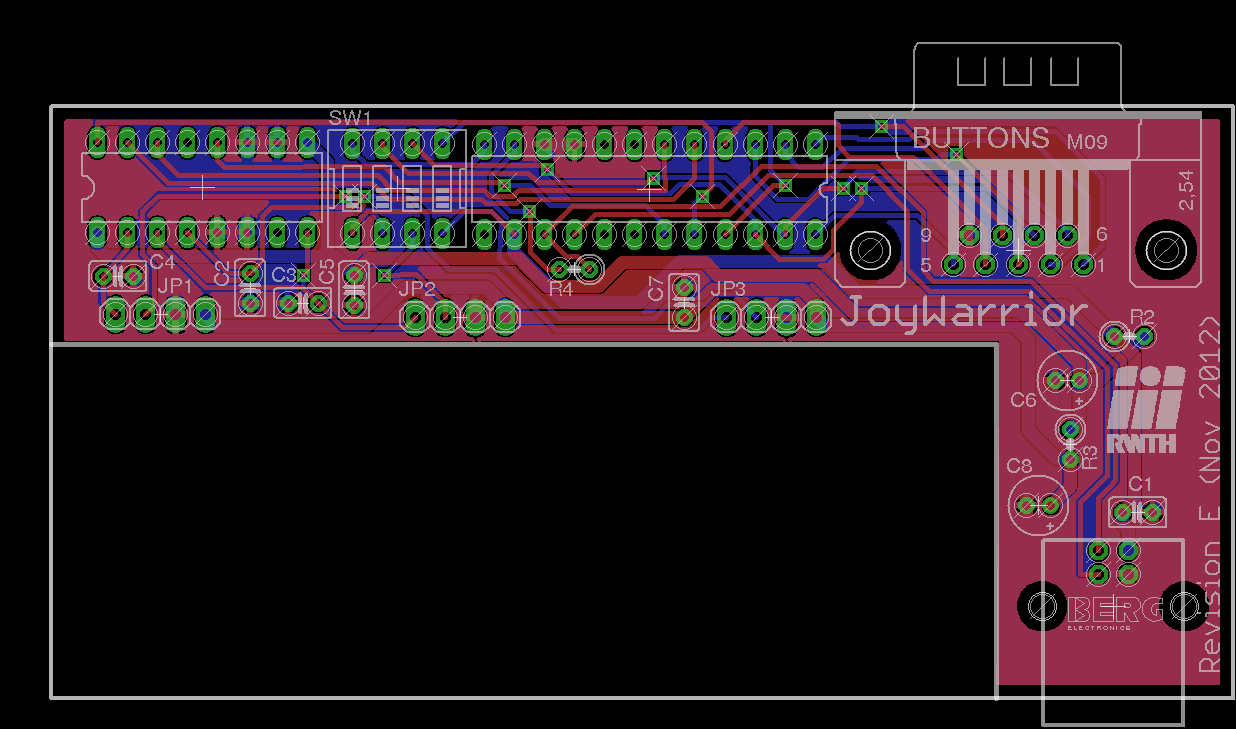 SW1
BUTTONS
M09
2,54
9
6
5
1
C4
C2
C3
C5
JP1
JP2
R4
C7
JP3
JoyWarrior
R2
C6
+
RWTH
R3
C8
+
C1
BERG
ELECTRONICS
Revision E (Nov 2012)